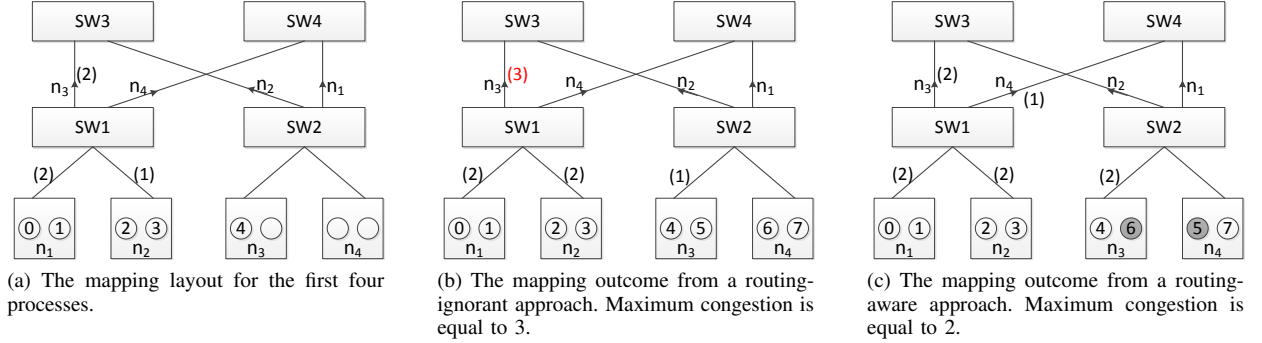 SW3 SW4
(2)
n3 n4 n2 n1
SW1 SW2
(2) (1)
0 1 2 3 4
n1 n2 n3 n4
(a) The mapping layout for the first four
processes.
SW3 SW4
(3)
n3 n4 n2 n1
SW1 SW2
(2) (2) (1)
0 1 2 3 4 5 6 7
n1 n2 n3 n4
(b) The mapping outcome from a routing-
ignorant approach. Maximum congestion is
equal to 3.
SW3 SW4
(2)
n3 n4 n2 n1
(1)
SW1 SW2
(2) (2) (2)
0 1 2 3 4 6 5 7
n1 n2 n3 n4
(c) The mapping outcome from a routing-
aware approach. Maximum congestion is
equal to 2.